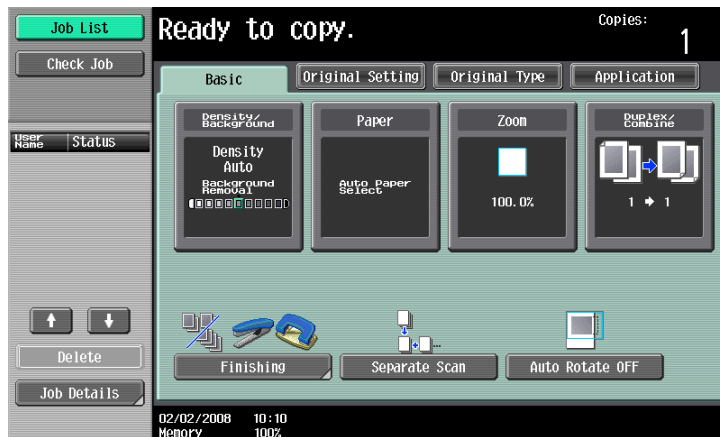 Job List
Ready to copy.
Copies:
1
Check Job
Basic
Original Setting
Original Type
Application
User Name
Status
Density/
Background
Paper
Zoom
Duplex/
Combine
Density
Auto
Background
Removal
Auto Paper
Select
100.0%
1 → 1
Delete
Finishing
Separate Scan
Auto Rotate OFF
Job Details
02/02/2008 10:10
Memory 100%